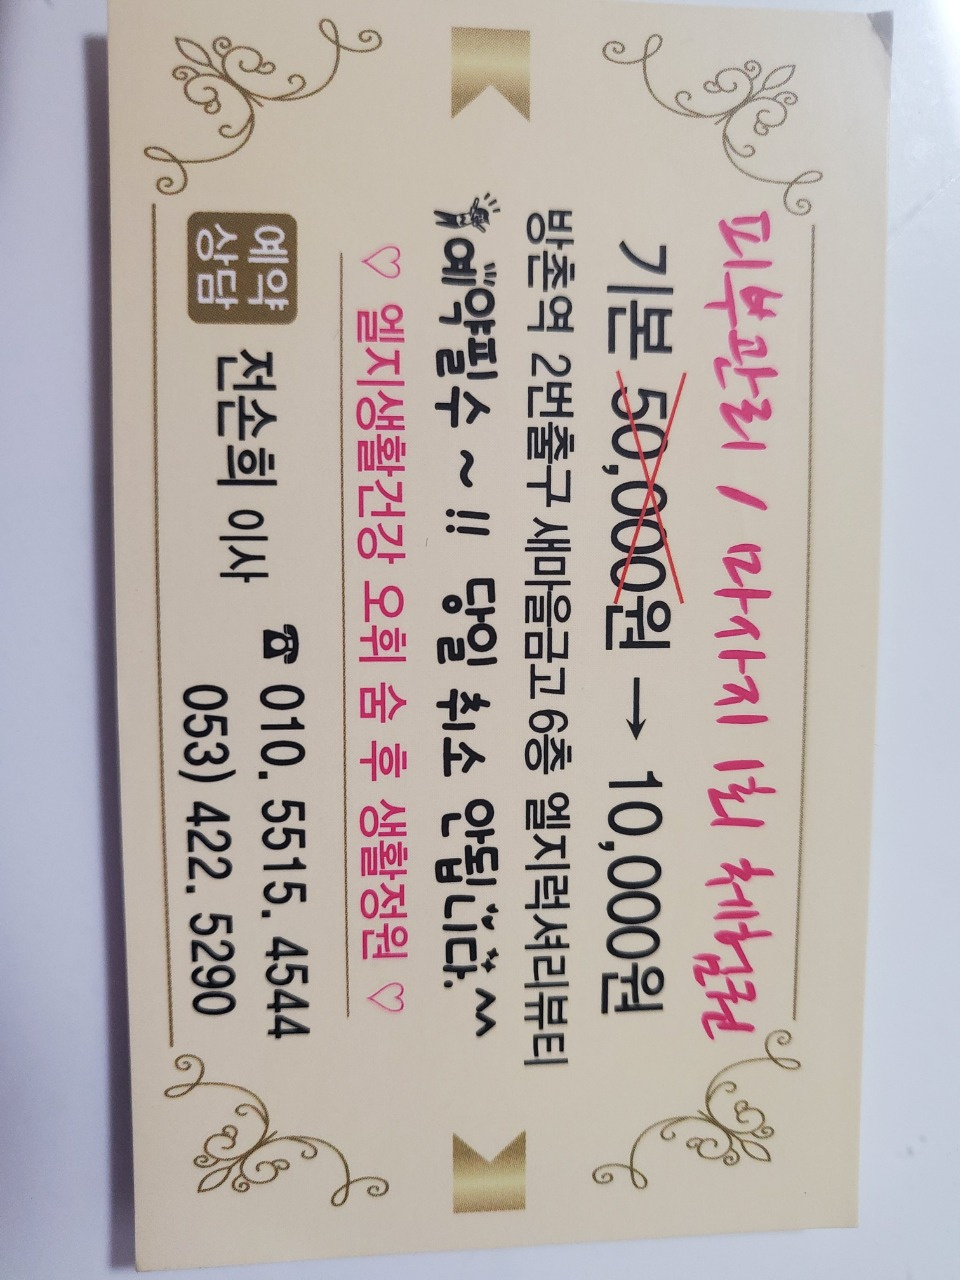 피부관리 / 마사지 1회 체험권
기본 50,000원 → 10,000원
방촌역 2번출구 새마을금고 6층 엘지럭셔리뷰티
예약필수 ~ !! 당일 취소 안됩니다. ^^
♡ 엘지생활건강 오휘 숨 후 생활정원 ♡
예약
상담
전손희 이사 ☎ 010. 5515. 4544
053) 422. 5290